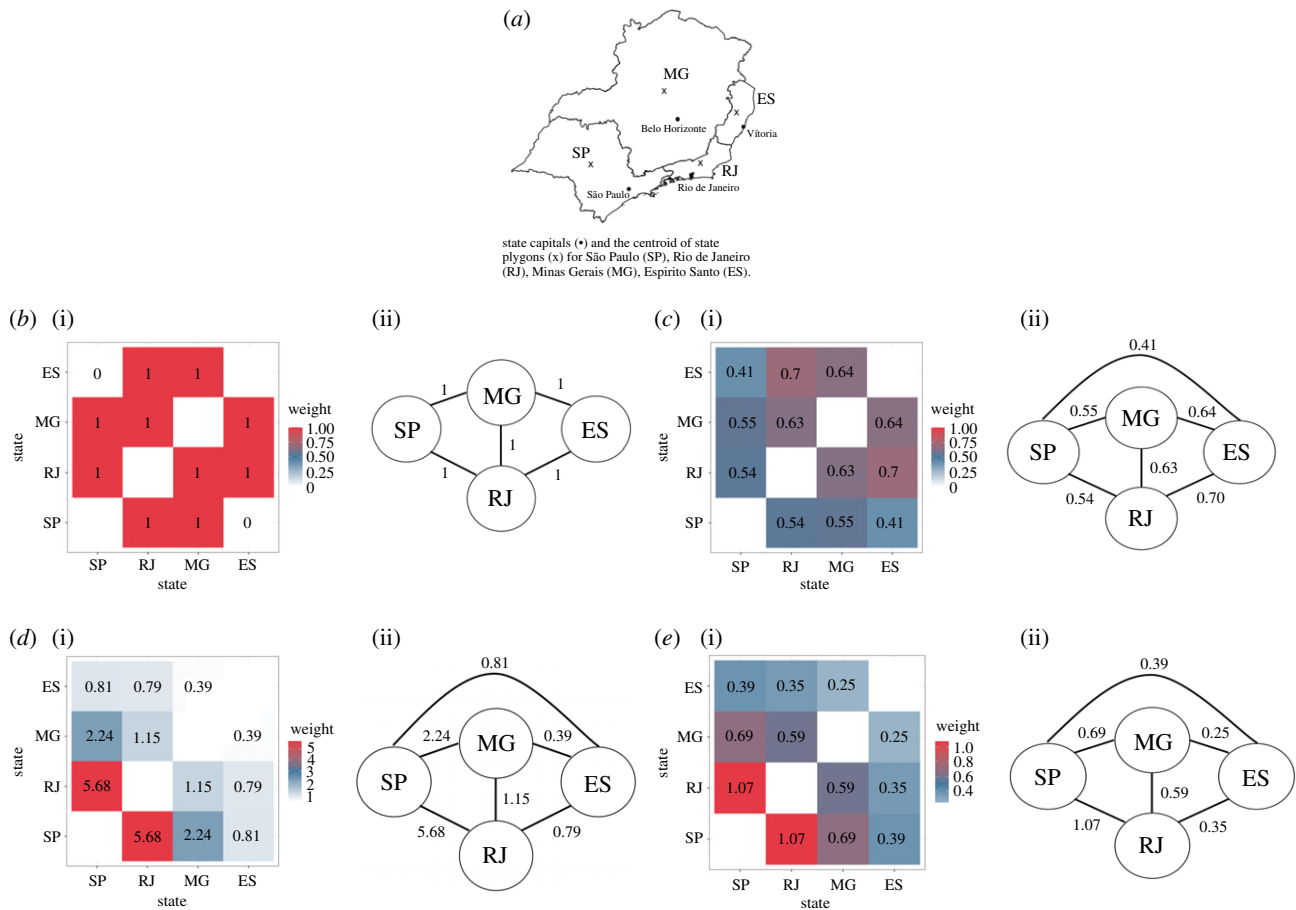 (a)
MG
ES
Belo Horizonte
Vítoria
SP
RJ
São Paulo
Rio de Janeiro
state capitals (•) and the centroid of state
plygons (x) for São Paulo (SP), Rio de Janeiro
(RJ), Minas Gerais (MG), Espirito Santo (ES).
(b) (i)
ES 0 1 1
MG 1 1 1
RJ 1 1 1
SP 1 1 0
SP RJ MG ES
state
state
weight
1.00
0.75
0.50
0.25
0
(ii)
MG
SP
ES
RJ
1
1
1
1
1
(c) (i)
ES 0.41 0.7 0.64
MG 0.55 0.63 0.64
RJ 0.54 0.63 0.7
SP 0.54 0.55 0.41
SP RJ MG ES
state
state
weight
1.00
0.75
0.50
0.25
0
(ii)
0.41
0.55
MG
0.64
SP
ES
0.63
0.54
0.70
RJ
(d) (i)
ES 0.81 0.79 0.39
MG 2.24 1.15 0.39
RJ 5.68 1.15 0.79
SP 5.68 2.24 0.81
SP RJ MG ES
state
state
weight
5
4
3
2
1
(ii)
0.81
2.24
MG
0.39
SP
ES
1.15
5.68
0.79
RJ
(e) (i)
ES 0.39 0.35 0.25
MG 0.69 0.59 0.25
RJ 1.07 0.59 0.35
SP 1.07 0.69 0.39
SP RJ MG ES
state
state
weight
1.0
0.8
0.6
0.4
(ii)
0.39
0.69
MG
0.25
SP
ES
0.59
1.07
0.35
RJ